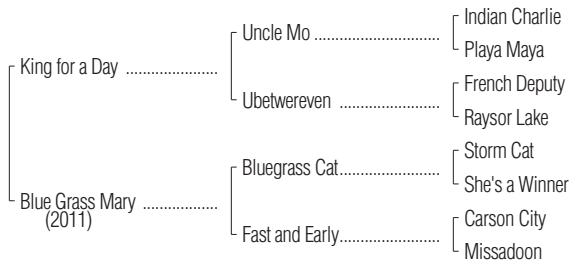 Indian Charlie
Uncle Mo ........................
Playa Maya
King for a Day ......................
French Deputy
Ubetwereven ..................
Raysor Lake
Storm Cat
Bluegrass Cat........................
She's a Winner
Blue Grass Mary ..................
(2011)
Carson City
Fast and Early........................
Missadoon